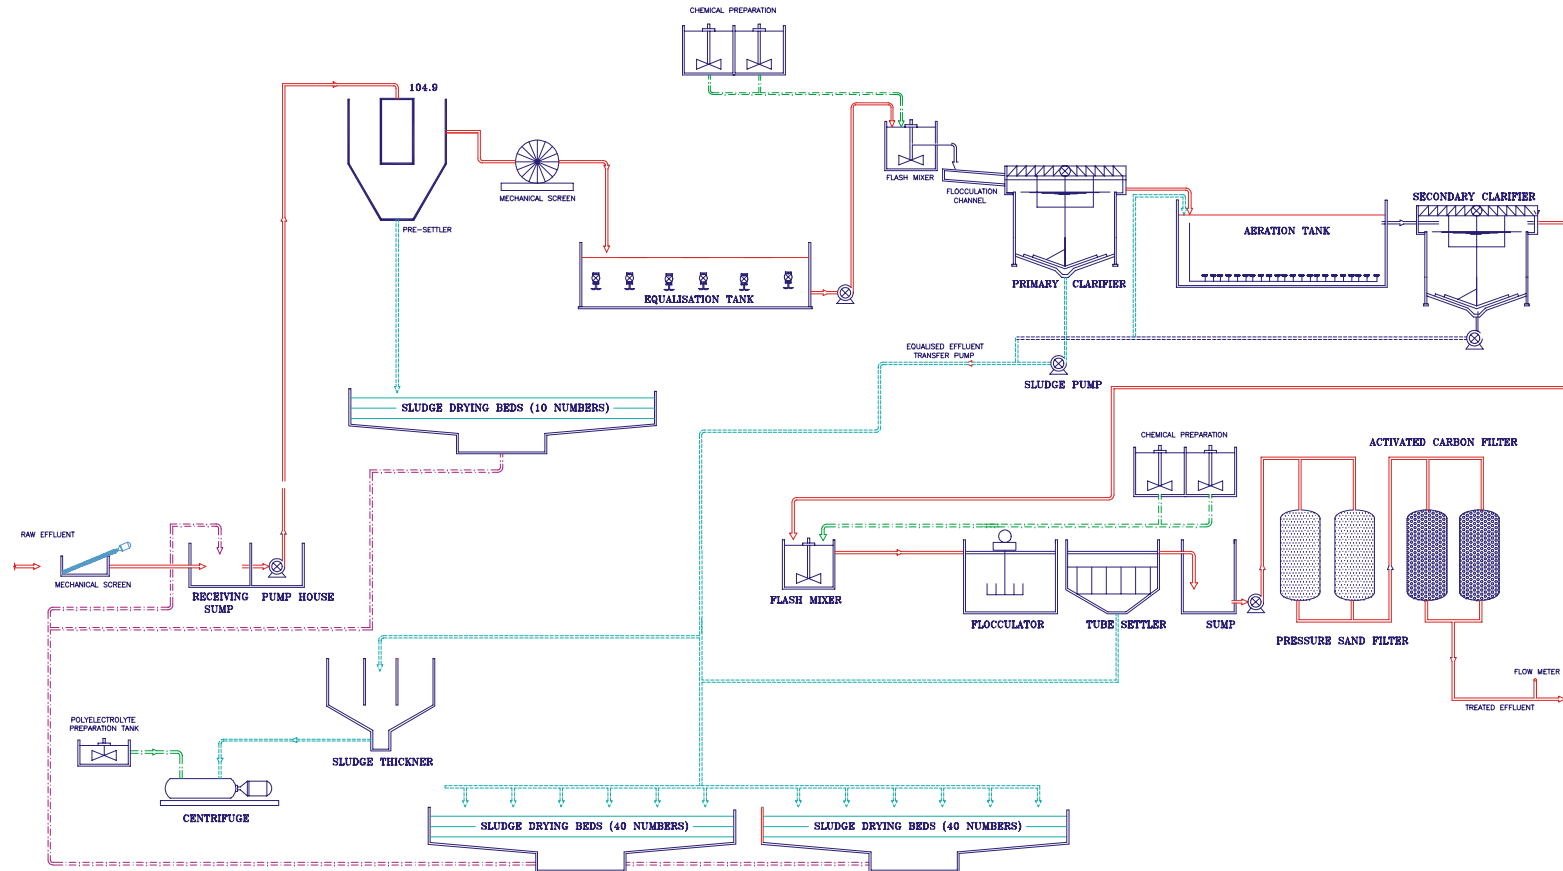 CHEMICAL PREPARATION
104.9
FLASH MIXER
MECHANICAL SCREEN
FLOCCULATION
CHANNEL
SECONDARY CLARIFIER
PRE-SETTLER
AERATION TANK
PRIMARY CLARIFIER
EQUALISATION TANK
EQUALISED EFFLUENT
TRANSFER PUMP
SLUDGE PUMP
SLUDGE DRYING BEDS (10 NUMBERS)
CHEMICAL PREPARATION
ACTIVATED CARBON FILTER
RAW EFFLUENT
MECHANICAL SCREEN
RECEIVING
SUMP
PUMP HOUSE
FLASH MIXER
FLOCCULATOR
TUBE SETTLER
SUMP
PRESSURE SAND FILTER
FLOW METER
TREATED EFFLUENT
POLYELECTROLYTE
PREPARATION TANK
SLUDGE THICKNER
CENTRIFUGE
SLUDGE DRYING BEDS (40 NUMBERS)
SLUDGE DRYING BEDS (40 NUMBERS)